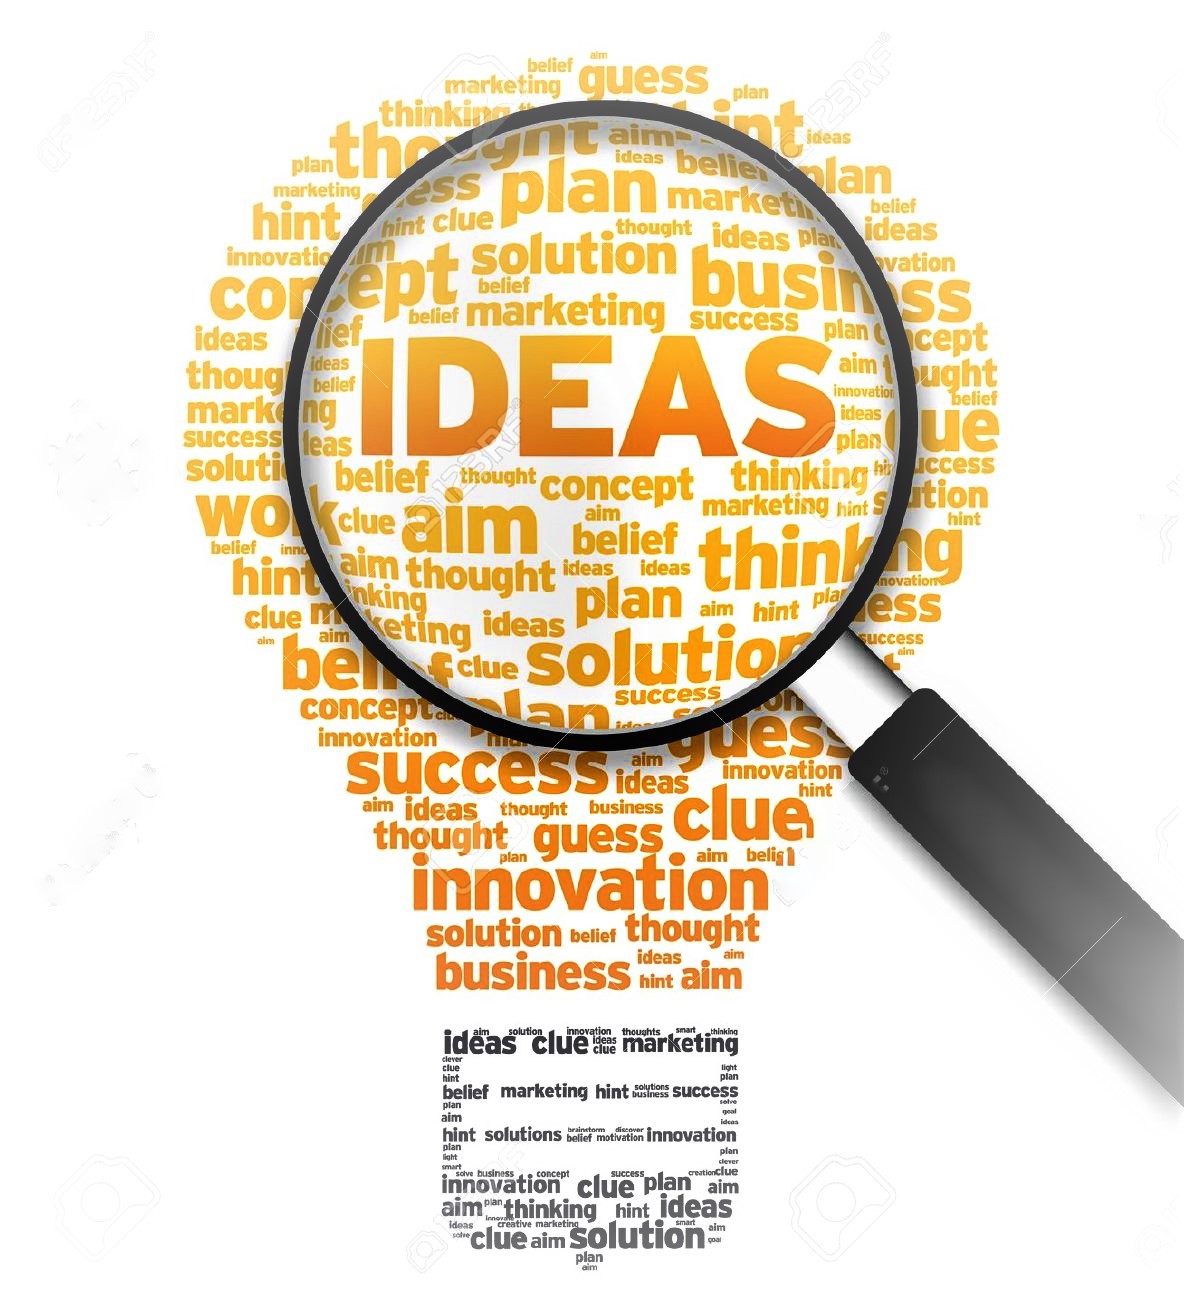 aim
belief guess
marketing plan
thinking hint
thought aim ideas
plan ideas belief plan
marketing guess plan marketing belief
hint hint clue thought ideas plan ideas
innovation aim solution innovation
concept belief business
belief marketing success plan concept
ideas belief IDEAS aim thought
thought ideas innovation
marketing belief ideas belief
success ideas plan clue
solution belief thought concept thinking success
work clue aim aim marketing hint solution
belief belief thinking hint
hint aim thought ideas ideas innovation
thinking plan aim hint plan guess
clue marketing ideas success
aim aim clue solution aim
belief success
concept plan ideas
innovation guess
success aim innovation
ideas hint
aim ideas thought business clue
thought guess
plan aim belief
innovation
solution belief thought
business ideas aim
hint aim
aim solution innovation thoughts smart thinking
ideas clue ideas marketing
clue
clever
clue light
hint plan
belief marketing hint solutions success
business
plan solve
aim goal
ideas
hint solutions brainstorm discover innovation
belief motivation
plan plan
light clever
smart
solve business concept success creation clue
innovation clue plan aim
aim plan thinking hint ideas
innovate
ideas creative marketing smart aim
solve clue aim solution goal
plan
aim